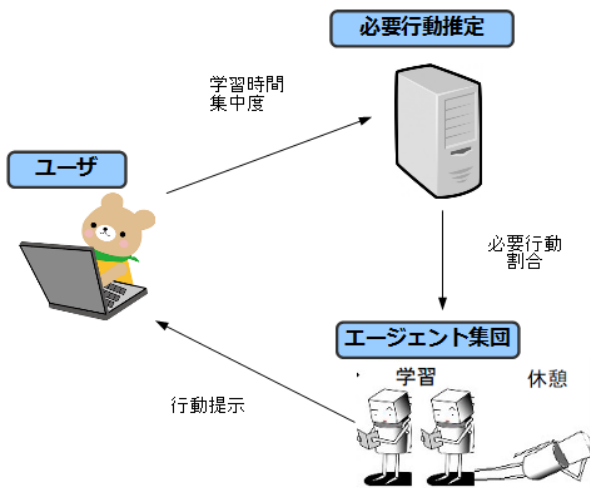 必要行動推定
学習時間
集中度
ユーザ
必要行動
割合
エージェント集団
学習
休憩
行動提示